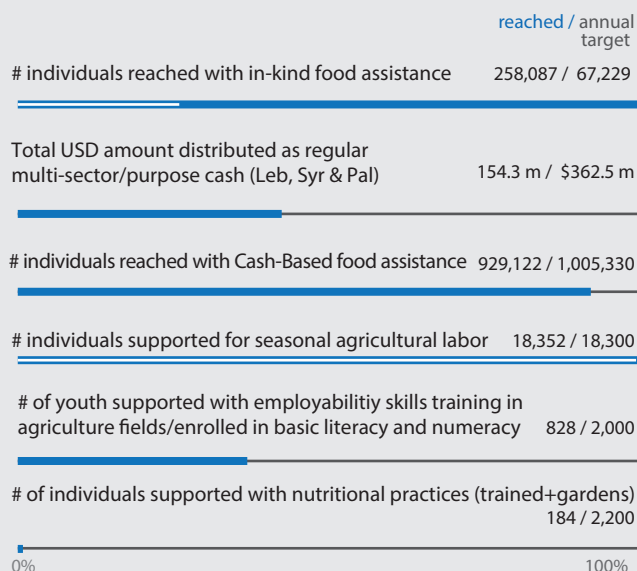 reached / annual
target
# individuals reached with in-kind food assistance 258,087 / 67,229
Total USD amount distributed as regular
multi-sector/purpose cash (Leb, Syr & Pal) 154.3 m / $362.5 m
# individuals reached with Cash-Based food assistance 929,122 / 1,005,330
# individuals supported for seasonal agricultural labor 18,352 / 18,300
# of youth supported with employabilitiy skills training in
agriculture fields/enrolled in basic literacy and numeracy 828 / 2,000
# of individuals supported with nutritional practices (trained+gardens)
184 / 2,200
0% 100%